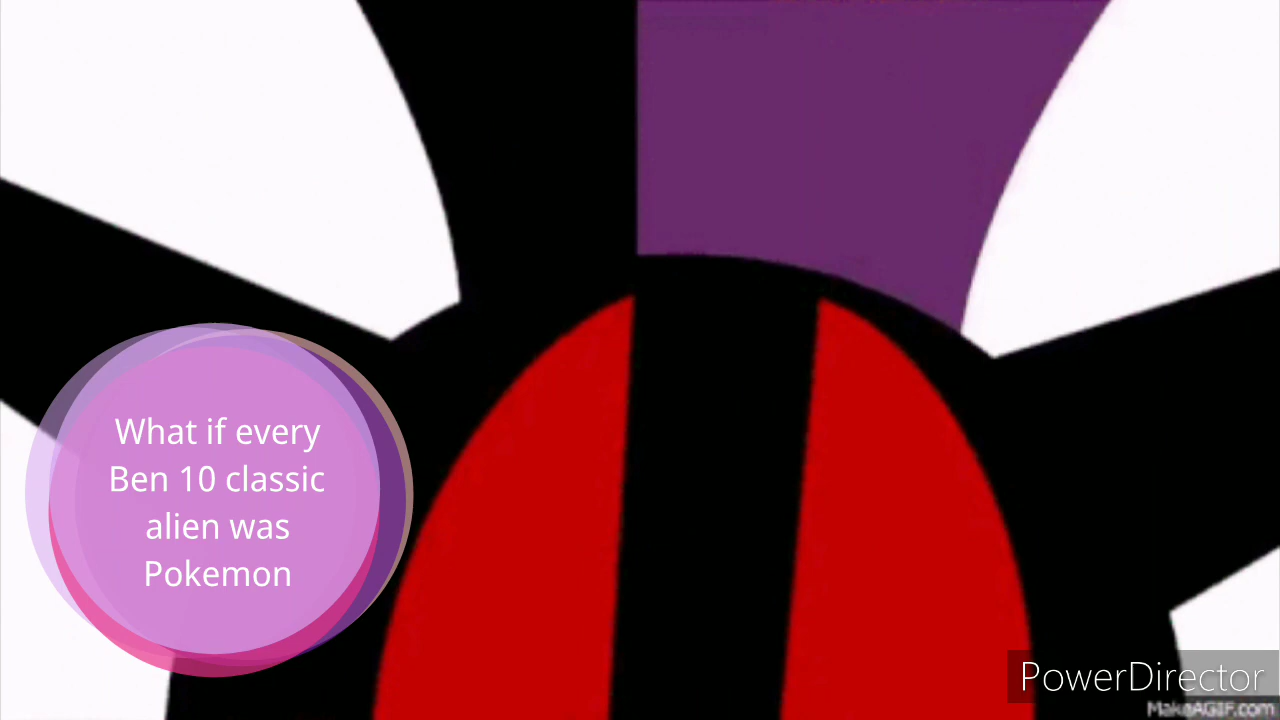 What if every
Ben 10 classic
alien was
Pokemon
PowerDirector
MakeAGIF.com